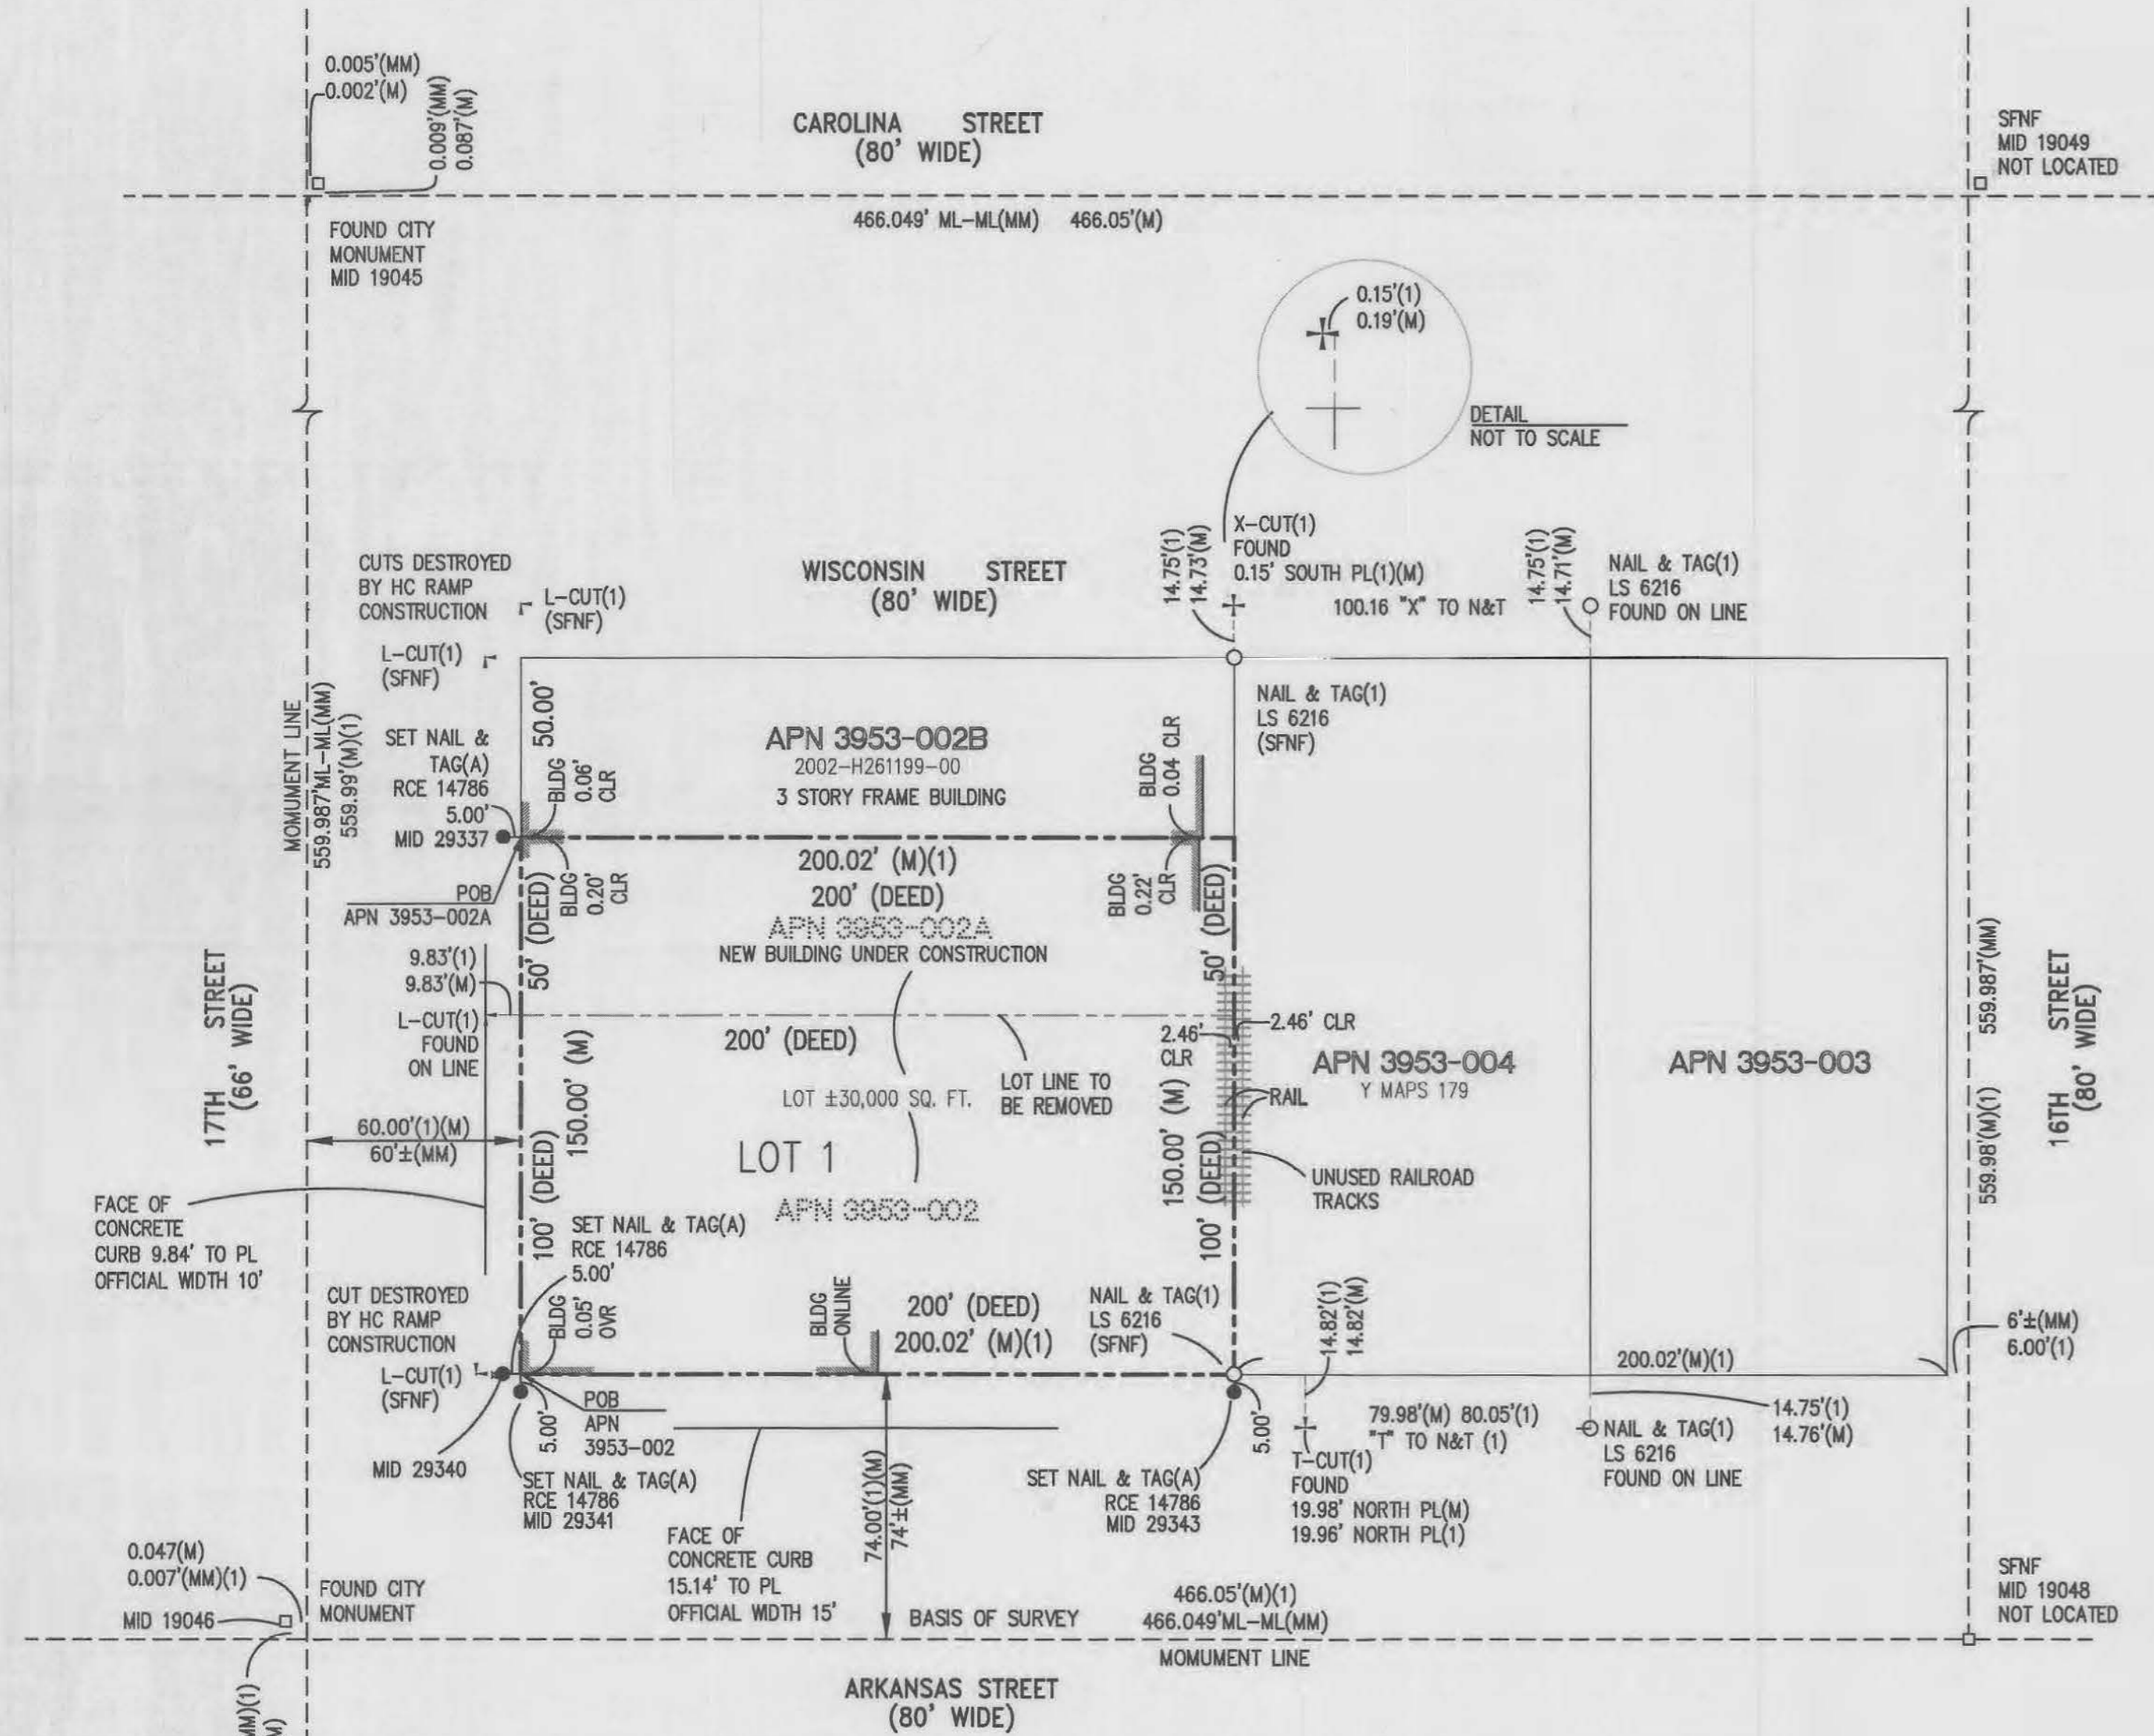 0.005'(MM)
0.002'(M)
0.009'(MM)
0.087'(M)
CAROLINA STREET
(80' WIDE)
SFNF
MID 19049
NOT LOCATED
466.049' ML-ML(MM) 466.05'(M)
FOUND CITY
MONUMENT
MID 19045
0.15'(1)
0.19'(M)
DETAIL
NOT TO SCALE
CUTS DESTROYED
BY HC RAMP
CONSTRUCTION
L-CUT(1)
(SFNF)
WISCONSIN STREET
(80' WIDE)
14.75'(1)
14.73'(M)
X-CUT(1)
FOUND
0.15' SOUTH PL(1)(M)
100.16 "X" TO N&T
14.75'(1)
14.71'(M)
NAIL & TAG(1)
LS 6216
FOUND ON LINE
L-CUT(1)
(SFNF)
MOMUMENT LINE
559.987'ML-ML(MM)
559.99'(M)(1)
SET NAIL &
TAG(A)
RCE 14786
5.00'
MID 29337
50.00'
BLDG
0.06'
CLR
APN 3953-002B
2002-H261199-00
3 STORY FRAME BUILDING
BLDG
0.04 CLR
NAIL & TAG(1)
LS 6216
(SFNF)
POB
APN 3953-002A
50' (DEED)
BLDG
0.20'
CLR
200.02' (M)(1)
200' (DEED)
APN 3953-002A
NEW BUILDING UNDER CONSTRUCTION
BLDG
0.22'
CLR
50' (DEED)
17TH STREET
(66' WIDE)
9.83'(1)
9.83'(M)
L-CUT(1)
FOUND
ON LINE
150.00' (M)
200' (DEED)
LOT ±30,000 SQ. FT.
LOT LINE TO
BE REMOVED
2.46'
CLR
2.46' CLR
RAIL
APN 3953-004
Y MAPS 179
APN 3953-003
559.987'(MM)
559.98'(M)(1)
16TH STREET
(80' WIDE)
60.00'(1)(M)
60'±(MM)
LOT 1
APN 3953-002
150.00' (M)
UNUSED RAILROAD
TRACKS
FACE OF
CONCRETE
CURB 9.84' TO PL
OFFICIAL WIDTH 10'
100' (DEED)
SET NAIL & TAG(A)
RCE 14786
5.00'
100' (DEED)
CUT DESTROYED
BY HC RAMP
CONSTRUCTION
L-CUT(1)
(SFNF)
BLDG
0.05'
OVR
BLDG
ONLINE
200' (DEED)
200.02' (M)(1)
NAIL & TAG(1)
LS 6216
(SFNF)
14.82'(1)
14.82'(M)
200.02'(M)(1)
6'±(MM)
6.00'(1)
MID 29340
5.00'
POB
APN
3953-002
SET NAIL & TAG(A)
RCE 14786
MID 29341
FACE OF
CONCRETE CURB
15.14' TO PL
OFFICIAL WIDTH 15'
74.00'(1)(M)
74'±(MM)
SET NAIL & TAG(A)
RCE 14786
MID 29343
5.00'
79.98'(M) 80.05'(1)
"T" TO N&T (1)
T-CUT(1)
FOUND
19.98' NORTH PL(M)
19.96' NORTH PL(1)
NAIL & TAG(1)
LS 6216
FOUND ON LINE
14.75'(1)
14.76'(M)
0.047(M)
0.007'(MM)(1)
MID 19046
FOUND CITY
MONUMENT
BASIS OF SURVEY
466.05'(M)(1)
466.049'ML-ML(MM)
MOMUMENT LINE
SFNF
MID 19048
NOT LOCATED
ARKANSAS STREET
(80' WIDE)